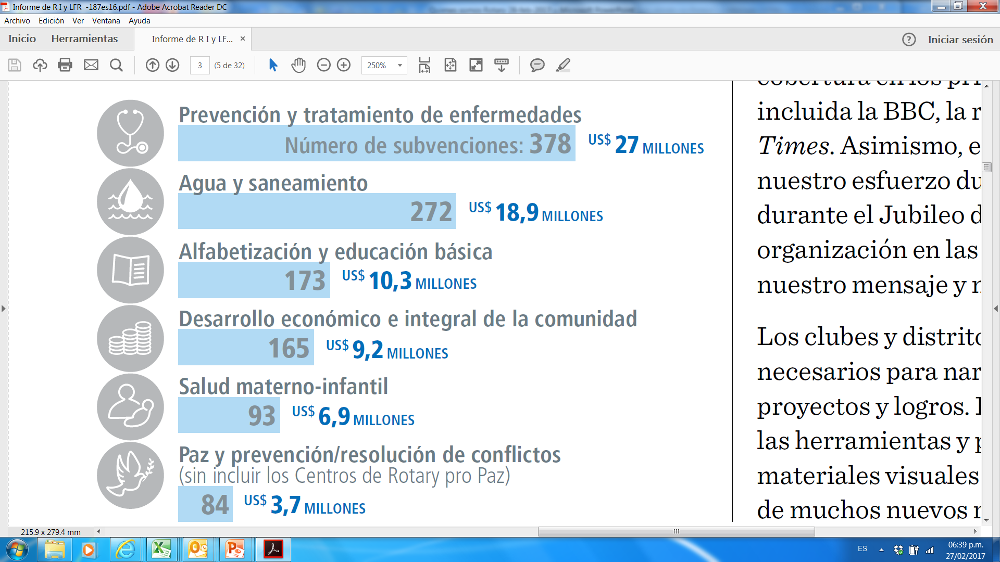 Informe de R I y LFR -187es16.pdf - Adobe Acrobat Reader DC
Archivo Edición Ver Ventana Ayuda
Inicio Herramientas Informe de R I y LF... × ? Iniciar sesión
3 (5 de 32) 250%
Prevención y tratamiento de enfermedades
Número de subvenciones: 378 US$ 27 MILLONES
Agua y saneamiento
272 US$ 18,9 MILLONES
Alfabetización y educación básica
173 US$ 10,3 MILLONES
Desarrollo económico e integral de la comunidad
165 US$ 9,2 MILLONES
Salud materno-infantil
93 US$ 6,9 MILLONES
Paz y prevención/resolución de conflictos
(sin incluir los Centros de Rotary pro Paz)
84 US$ 3,7 MILLONES
cobertura en los pri
incluida la BBC, la r
Times. Asimismo, e
nuestro esfuerzo du
durante el Jubileo d
organización en las
nuestro mensaje y n
Los clubes y distrito
necesarios para nar
proyectos y logros.
las herramientas y p
materiales visuales
de muchos nuevos r
215.9 x 279.4 mm
ES 06:39 p.m.
27/02/2017